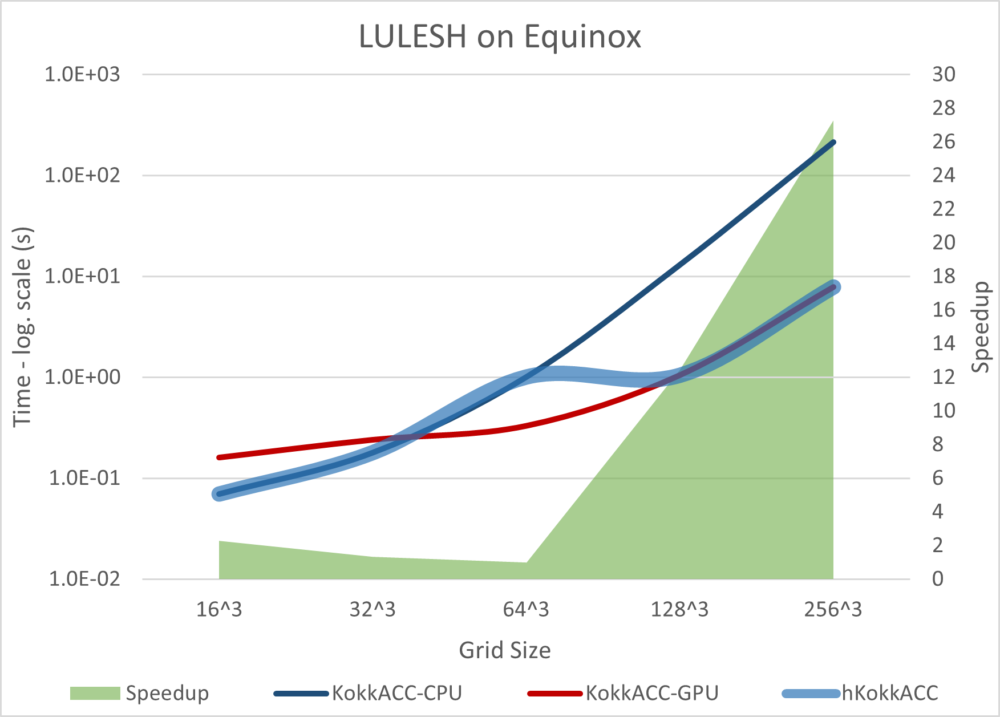 LULESH on Equinox
Time - log. scale (s)
1.0E+03
1.0E+02
1.0E+01
1.0E+00
1.0E-01
1.0E-02
30
28
26
24
22
20
18
16
14
12
10
8
6
4
2
0
Speedup
16^3 32^3 64^3 128^3 256^3
Grid Size
Speedup KokkACC-CPU KokkACC-GPU hKokkACC